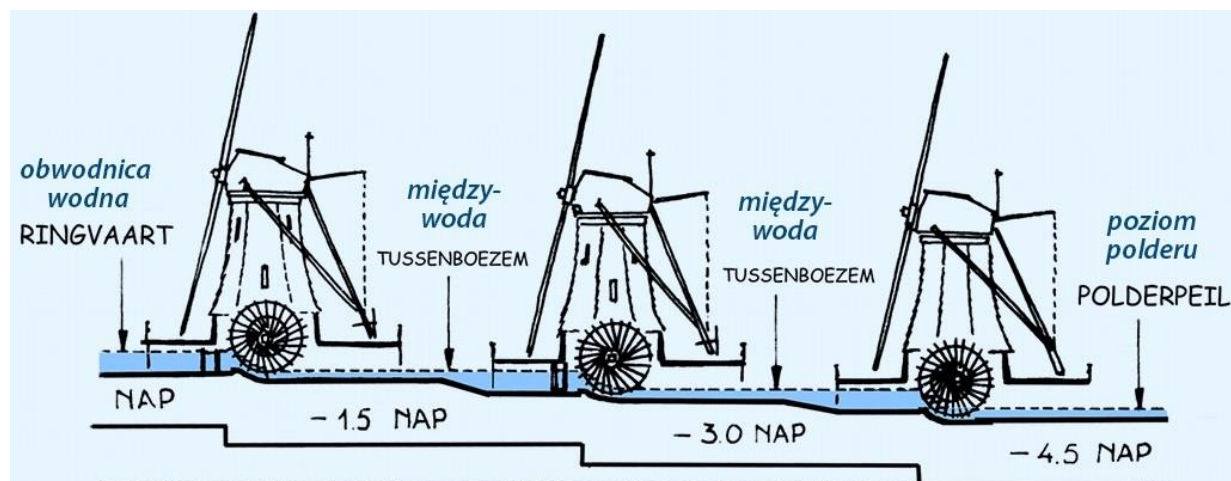 obwodnica
wodna
RINGVAART
między-
woda
TUSSENBOEZEM
między-
woda
TUSSENBOEZEM
poziom
polderu
POLDERPEIL
NAP
– 1.5 NAP
– 3.0 NAP
– 4.5 NAP